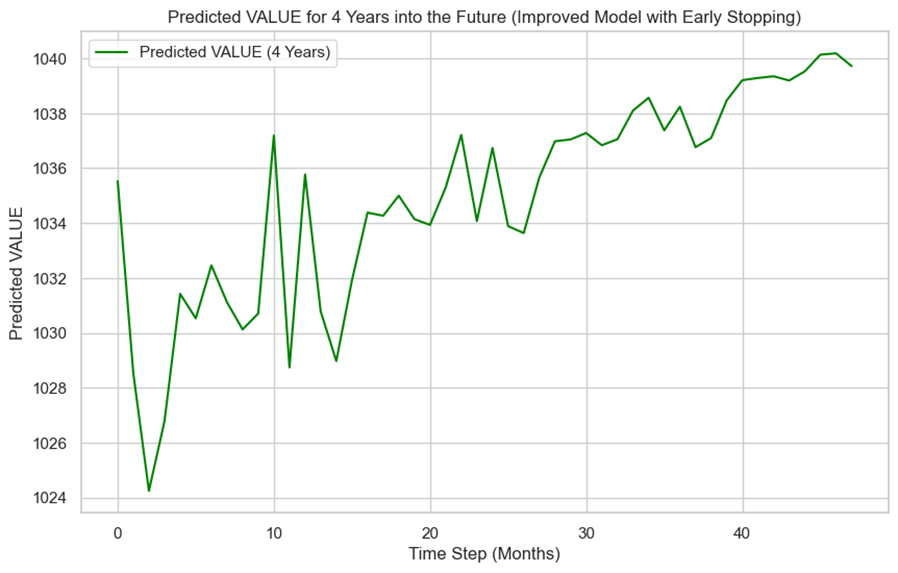 Predicted VALUE for 4 Years into the Future (Improved Model with Early Stopping)
Predicted VALUE (4 Years)
Predicted VALUE
1040
1038
1036
1034
1032
1030
1028
1026
1024
0 10 20 30 40
Time Step (Months)